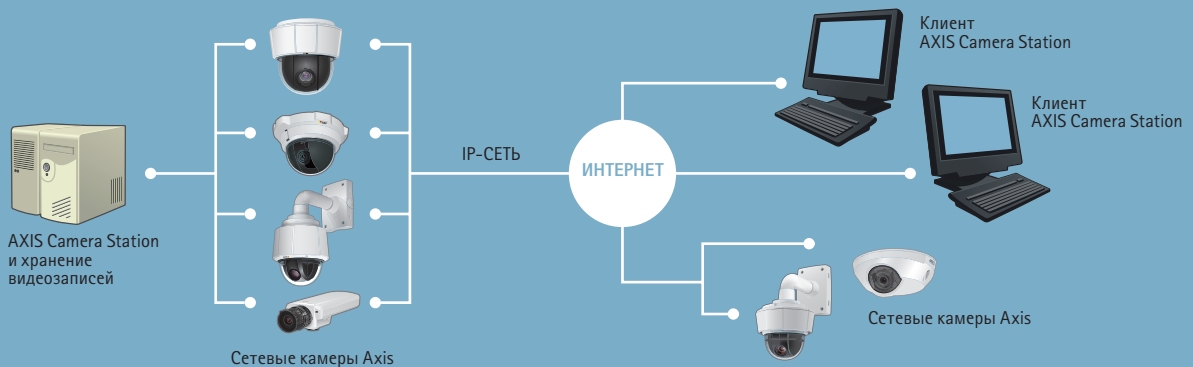 Клиент
AXIS Camera Station
Клиент
AXIS Camera Station
IP-СЕТЬ
ИНТЕРНЕТ
AXIS Camera Station
и хранение
видеозаписей
Сетевые камеры Axis
Сетевые камеры Axis